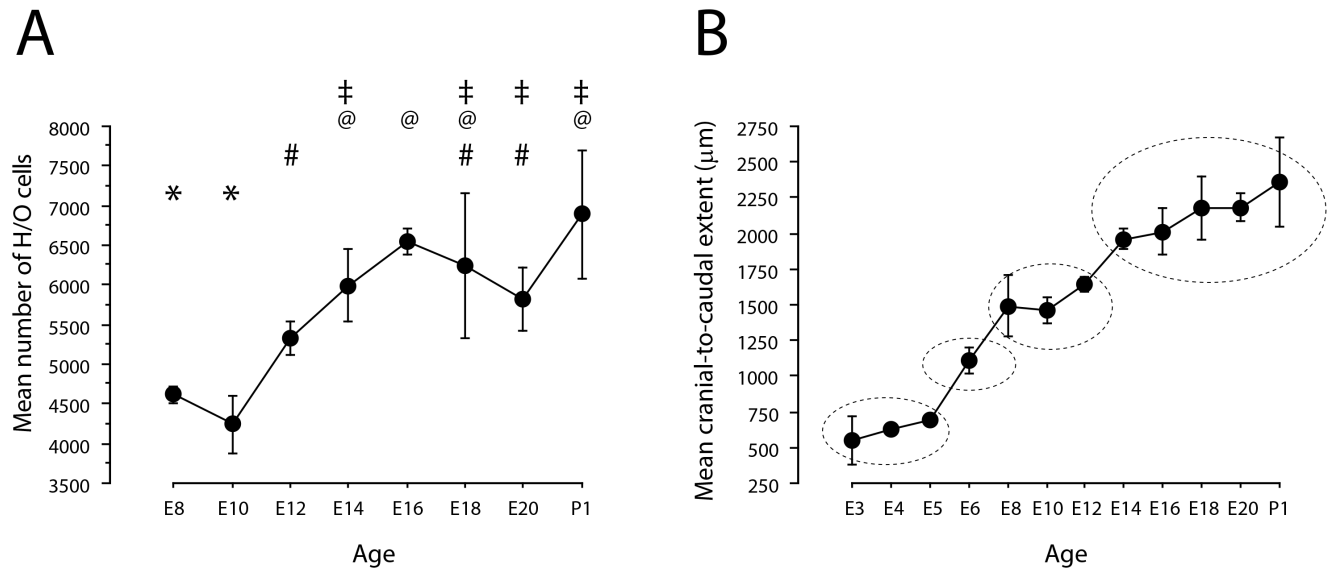 A
B
‡ ‡ ‡ ‡
@ @ @ @
# # #
* *
Mean number of H/O cells
8000
7500
7000
6500
6000
5500
5000
4500
4000
3500
E8 E10 E12 E14 E16 E18 E20 P1
Age
Mean cranial-to-caudal extent (μm)
2750
2500
2250
2000
1750
1500
1250
1000
750
500
250
E3 E4 E5 E6 E8 E10 E12 E14 E16 E18 E20 P1
Age